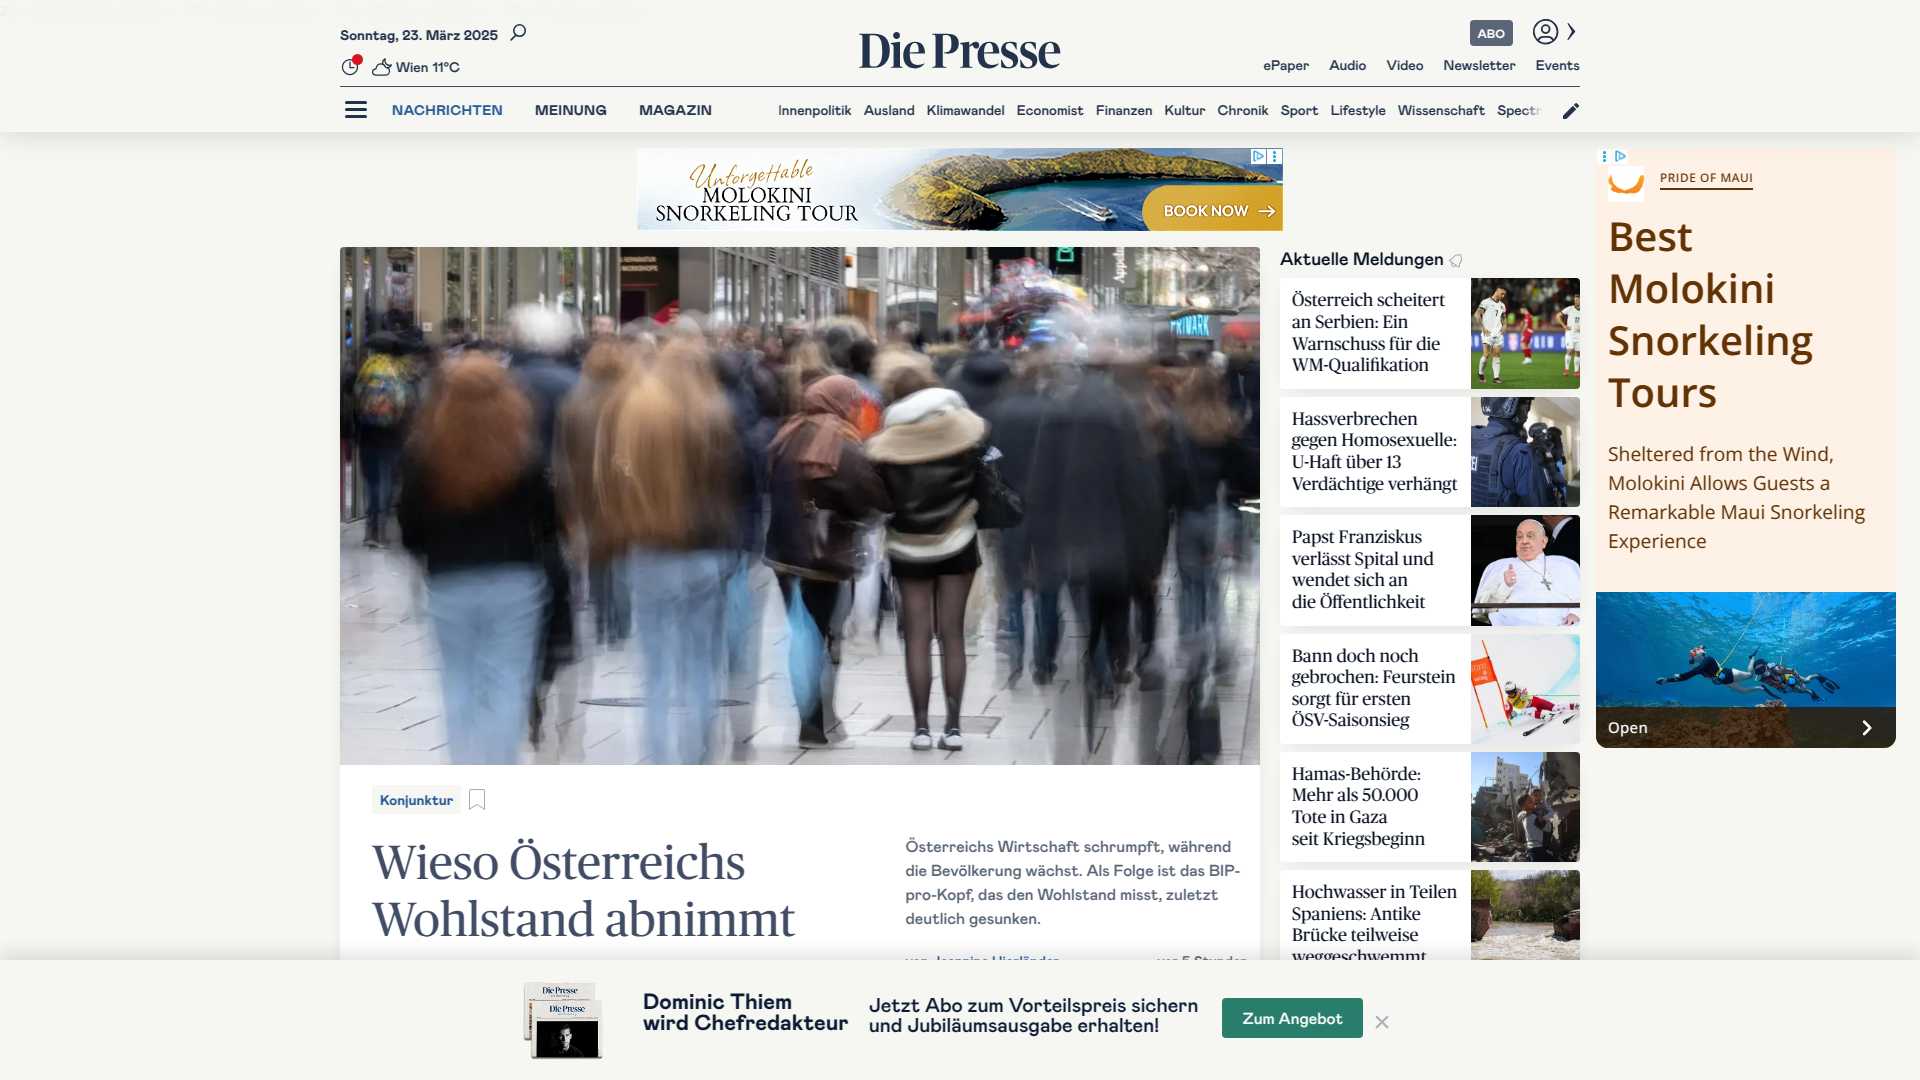 Sonntag, 23. März 2025
Wien 11°C
Die Presse
ABO
ePaper Audio Video Newsletter Events
NACHRICHTEN MEINUNG MAGAZIN
Innenpolitik Ausland Klimawandel Economist Finanzen Kultur Chronik Sport Lifestyle Wissenschaft Spectr
Unforgettable
MOLOKINI
SNORKELING TOUR
BOOK NOW
PRIMARK
Konjunktur
Wieso Österreichs
Wohlstand abnimmt
Österreichs Wirtschaft schrumpft, während
die Bevölkerung wächst. Als Folge ist das BIP-
pro-Kopf, das den Wohlstand misst, zuletzt
deutlich gesunken.
Aktuelle Meldungen
Österreich scheitert
an Serbien: Ein
Warnschuss für die
WM-Qualifikation
Hassverbrechen
gegen Homosexuelle:
U-Haft über 13
Verdächtige verhängt
Papst Franziskus
verlässt Spital und
wendet sich an
die Öffentlichkeit
Bann doch noch
gebrochen: Feurstein
sorgt für ersten
ÖSV-Saisonsieg
Hamas-Behörde:
Mehr als 50.000
Tote in Gaza
seit Kriegsbeginn
Hochwasser in Teilen
Spaniens: Antike
Brücke teilweise
weggeschwemmt
PRIDE OF MAUI
Best
Molokini
Snorkeling
Tours
Sheltered from the Wind,
Molokini Allows Guests a
Remarkable Maui Snorkeling
Experience
Open
Die Presse
Die Presse
Dominic Thiem
wird Chefredakteur
Jetzt Abo zum Vorteilspreis sichern
und Jubiläumsausgabe erhalten!
Zum Angebot